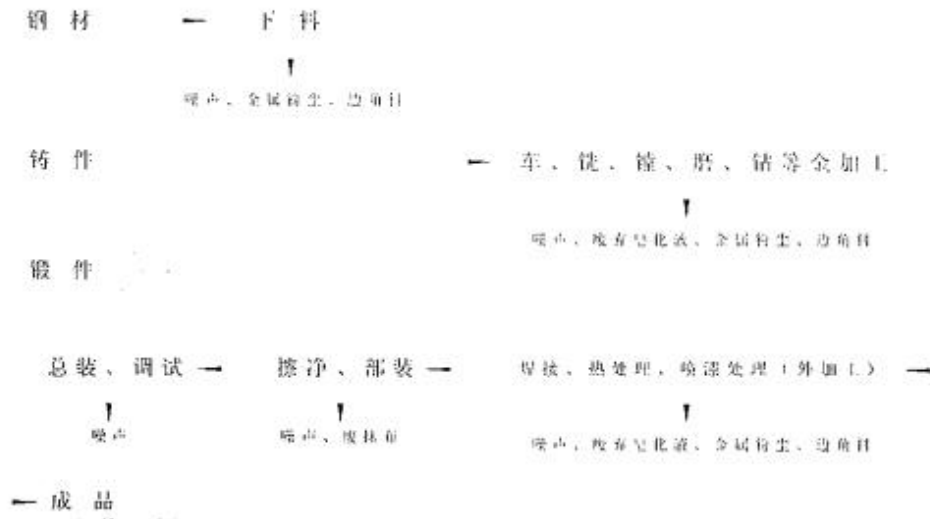 钢材 下料
噪声、金属粉尘、边角料
铸件 车、铣、镗、磨、钻等金加工
噪声、废弃皂化液、金属粉尘、边角料
锻件
总装、调试 擦净、部装 焊接、热处理,喷漆处理(外加工)
噪声 噪声、废抹布 噪声、废弃皂化液、金属粉尘、边角料
成品